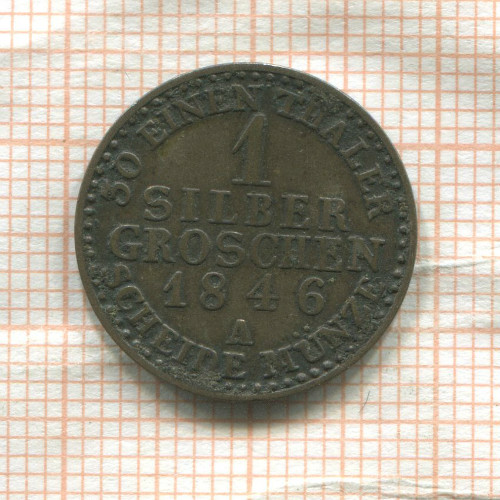 30 EINEN THALER
1
SILBER
GROSCHEN
1846
A
SCHEIDE MÜNZE